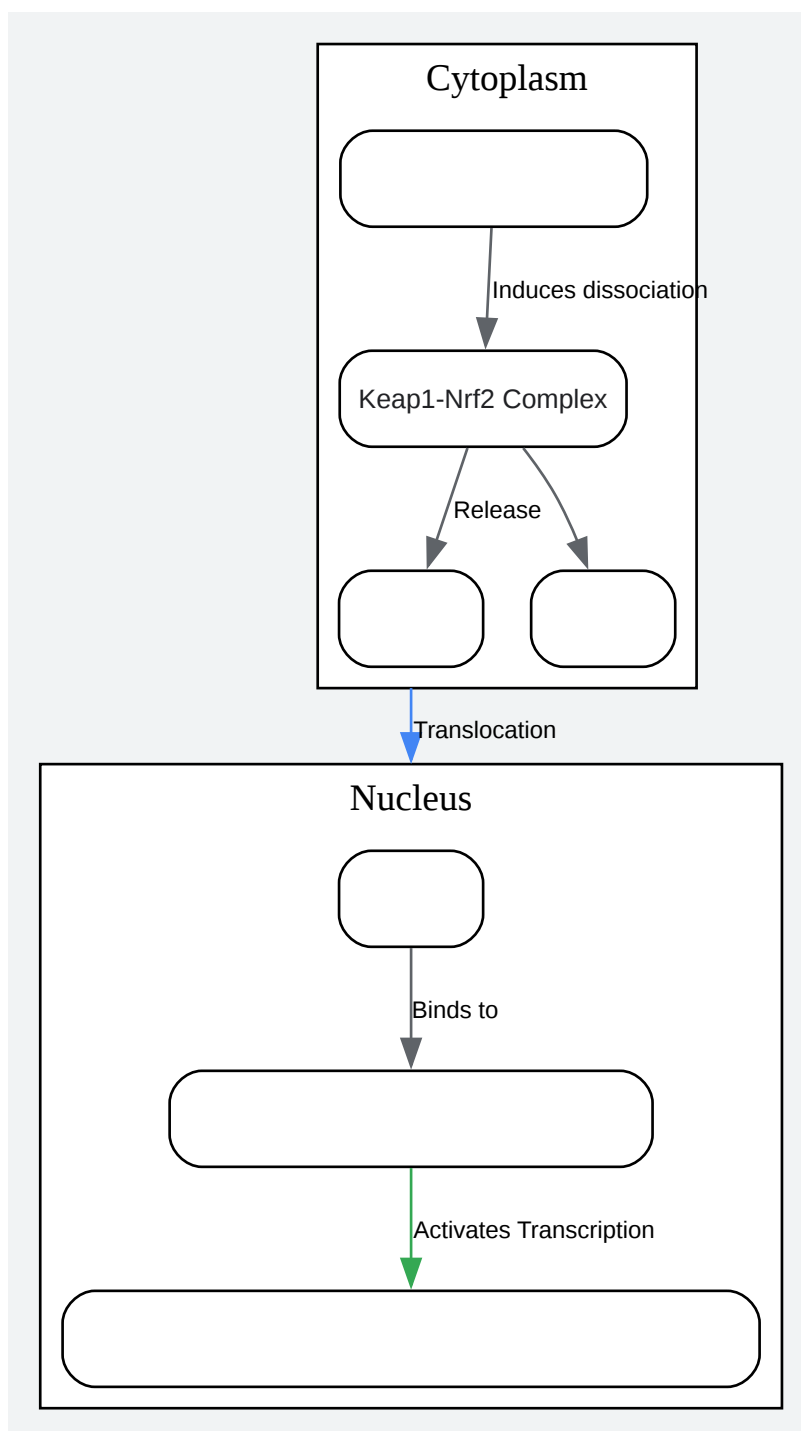 Cytoplasm
Induces dissociation
Keap1-Nrf2 Complex
Release
Translocation
Nucleus
Binds to
Activates Transcription